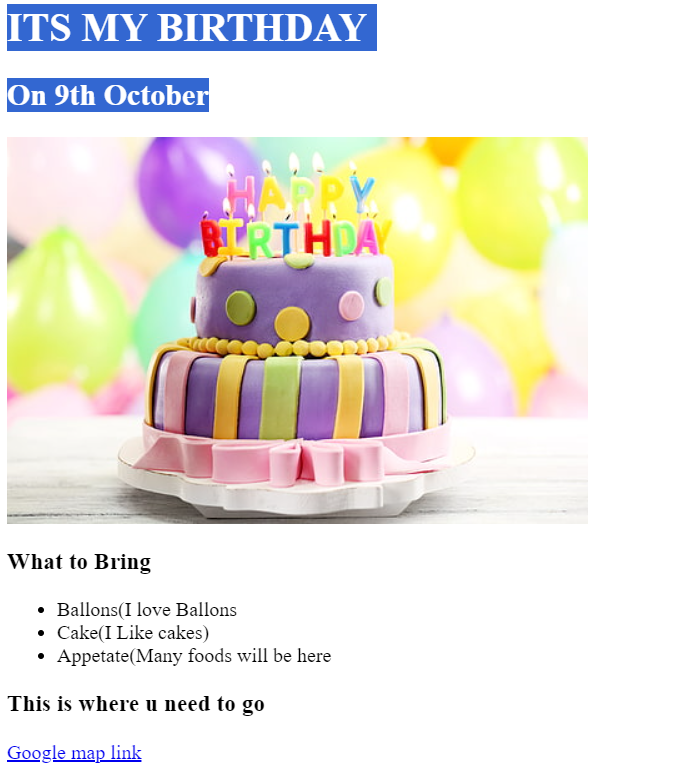 ITS MY BIRTHDAY
On 9th October
HAPPY
BIRTHDAY
What to Bring
Ballons(I love Ballons
Cake(I Like cakes)
Appetate(Many foods will be here
This is where u need to go
Google map link